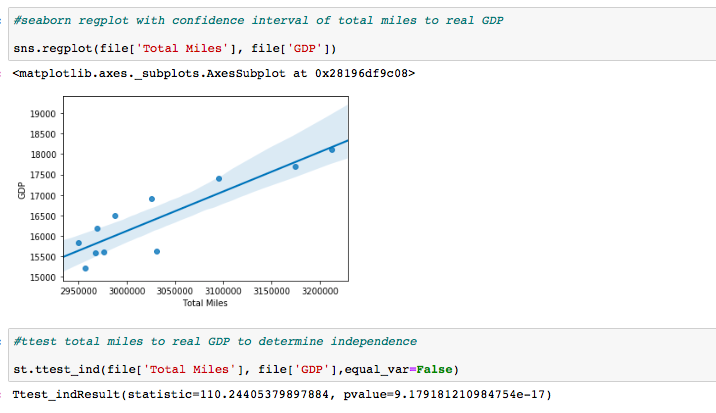 #seaborn regplot with confidence interval of total miles to real GDP
sns.regplot(file['Total Miles'], file['GDP'])
<matplotlib.axes._subplots.AxesSubplot at 0x28196df9c08>
19000
18500
18000
17500
17000
16500
16000
15500
15000
GDP
2950000 3000000 3050000 3100000 3150000 3200000
Total Miles
#ttest total miles to real GDP to determine independence
st.ttest_ind(file['Total Miles'], file['GDP'],equal_var=False)
Ttest_indResult(statistic=110.24405379897884, pvalue=9.179181210984754e-17)